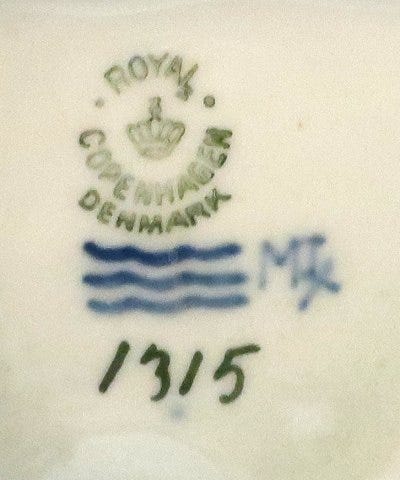 ROYAL
COPENHAGEN
DENMARK
1315